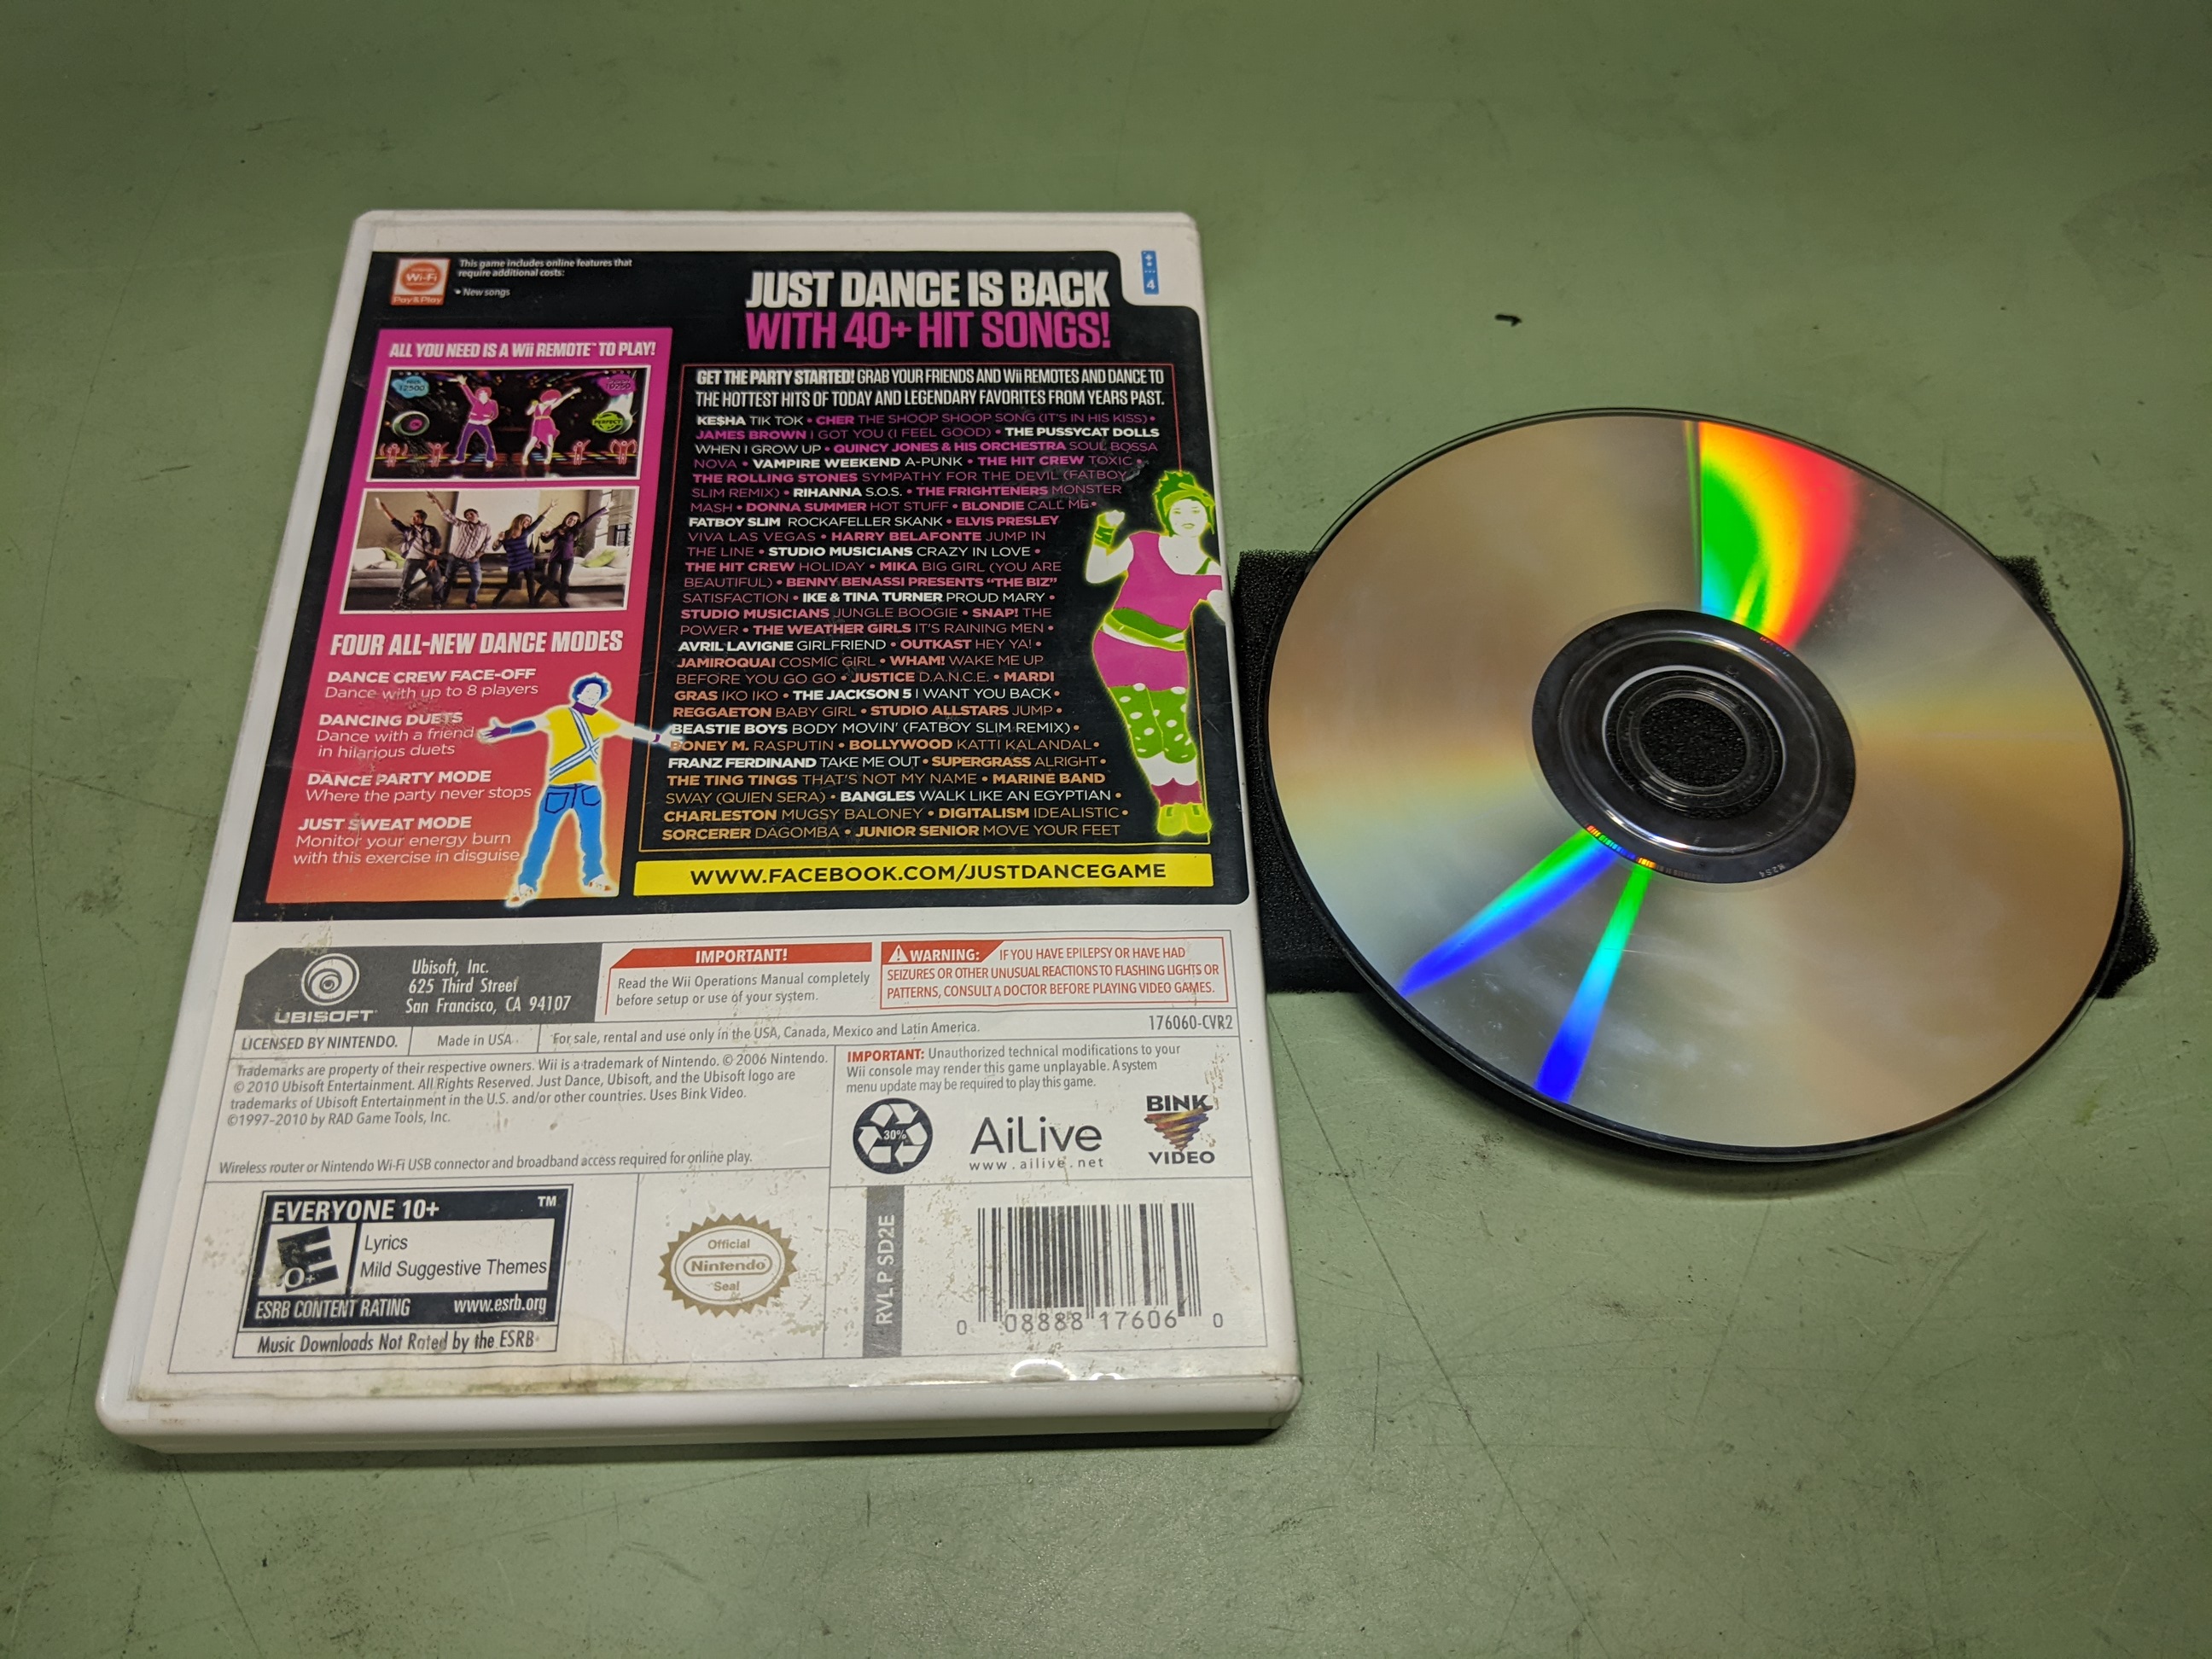 Wi-Fi
Pay & Play
This game includes online features that
require additional costs:
New songs
4
JUST DANCE IS BACK
WITH 40+ HIT SONGS!
ALL YOU NEED IS A Wii REMOTE™ TO PLAY!
PERFECT
FOUR ALL-NEW DANCE MODES
DANCE CREW FACE-OFF
Dance with up to 8 players
DANCING DUETS
Dance with a friend
in hilarious duets
DANCE PARTY MODE
Where the party never stops
JUST SWEAT MODE
Monitor your energy burn
with this exercise in disguise
GET THE PARTY STARTED! GRAB YOUR FRIENDS AND Wii REMOTES AND DANCE TO
THE HOTTEST HITS OF TODAY AND LEGENDARY FAVORITES FROM YEARS PAST.
KE$HA TIK TOK • CHER THE SHOOP SHOOP SONG (IT'S IN HIS KISS) •
JAMES BROWN I GOT YOU (I FEEL GOOD) • THE PUSSYCAT DOLLS
WHEN I GROW UP • QUINCY JONES & HIS ORCHESTRA SOUL BOSSA
NOVA • VAMPIRE WEEKEND A-PUNK • THE HIT CREW TOXIC •
THE ROLLING STONES SYMPATHY FOR THE DEVIL (FATBOY
SLIM REMIX) • RIHANNA S.O.S. • THE FRIGHTENERS MONSTER
MASH • DONNA SUMMER HOT STUFF • BLONDIE CALL ME •
FATBOY SLIM ROCKAFELLER SKANK • ELVIS PRESLEY
VIVA LAS VEGAS • HARRY BELAFONTE JUMP IN
THE LINE • STUDIO MUSICIANS CRAZY IN LOVE •
THE HIT CREW HOLIDAY • MIKA BIG GIRL (YOU ARE
BEAUTIFUL) • BENNY BENASSI PRESENTS "THE BIZ"
SATISFACTION • IKE & TINA TURNER PROUD MARY •
STUDIO MUSICIANS JUNGLE BOOGIE • SNAP! THE
POWER • THE WEATHER GIRLS IT'S RAINING MEN •
AVRIL LAVIGNE GIRLFRIEND • OUTKAST HEY YA! •
JAMIROQUAI COSMIC GIRL • WHAM! WAKE ME UP
BEFORE YOU GO GO • JUSTICE D.A.N.C.E. • MARDI
GRAS IKO IKO • THE JACKSON 5 I WANT YOU BACK •
REGGAETON BABY GIRL • STUDIO ALLSTARS JUMP •
BEASTIE BOYS BODY MOVIN' (FATBOY SLIM REMIX) •
BONEY M. RASPUTIN • BOLLYWOOD KATTI KALANDAL •
FRANZ FERDINAND TAKE ME OUT • SUPERGRASS ALRIGHT •
THE TING TINGS THAT'S NOT MY NAME • MARINE BAND
SWAY (QUIEN SERA) • BANGLES WALK LIKE AN EGYPTIAN •
CHARLESTON MUGSY BALONEY • DIGITALISM IDEALISTIC •
SORCERER DAGOMBA • JUNIOR SENIOR MOVE YOUR FEET
WWW.FACEBOOK.COM/JUSTDANCEGAME
UBISOFT
Ubisoft, Inc.
625 Third Street
San Francisco, CA 94107
IMPORTANT!
Read the Wii Operations Manual completely
before setup or use of your system.
WARNING: IF YOU HAVE EPILEPSY OR HAVE HAD
SEIZURES OR OTHER UNUSUAL REACTIONS TO FLASHING LIGHTS OR
PATTERNS, CONSULT A DOCTOR BEFORE PLAYING VIDEO GAMES.
LICENSED BY NINTENDO.
Made in USA
For sale, rental and use only in the USA, Canada, Mexico and Latin America.
176060-CVR2
Trademarks are property of their respective owners. Wii is a trademark of Nintendo. © 2006 Nintendo.
© 2010 Ubisoft Entertainment. All Rights Reserved. Just Dance, Ubisoft, and the Ubisoft logo are
trademarks of Ubisoft Entertainment in the U.S. and/or other countries. Uses Bink Video.
©1997-2010 by RAD Game Tools, Inc.
Wireless router or Nintendo Wi-Fi USB connector and broadband access required for online play.
IMPORTANT: Unauthorized technical modifications to your
Wii console may render this game unplayable. A system
menu update may be required to play this game.
30%
AiLive
www.ailive.net
BINK
VIDEO
EVERYONE 10+ ™
E
10+
Lyrics
Mild Suggestive Themes
ESRB CONTENT RATING www.esrb.org
Music Downloads Not Rated by the ESRB
Official
Nintendo
Seal
RVL P SD2E
0 08888 17606 0